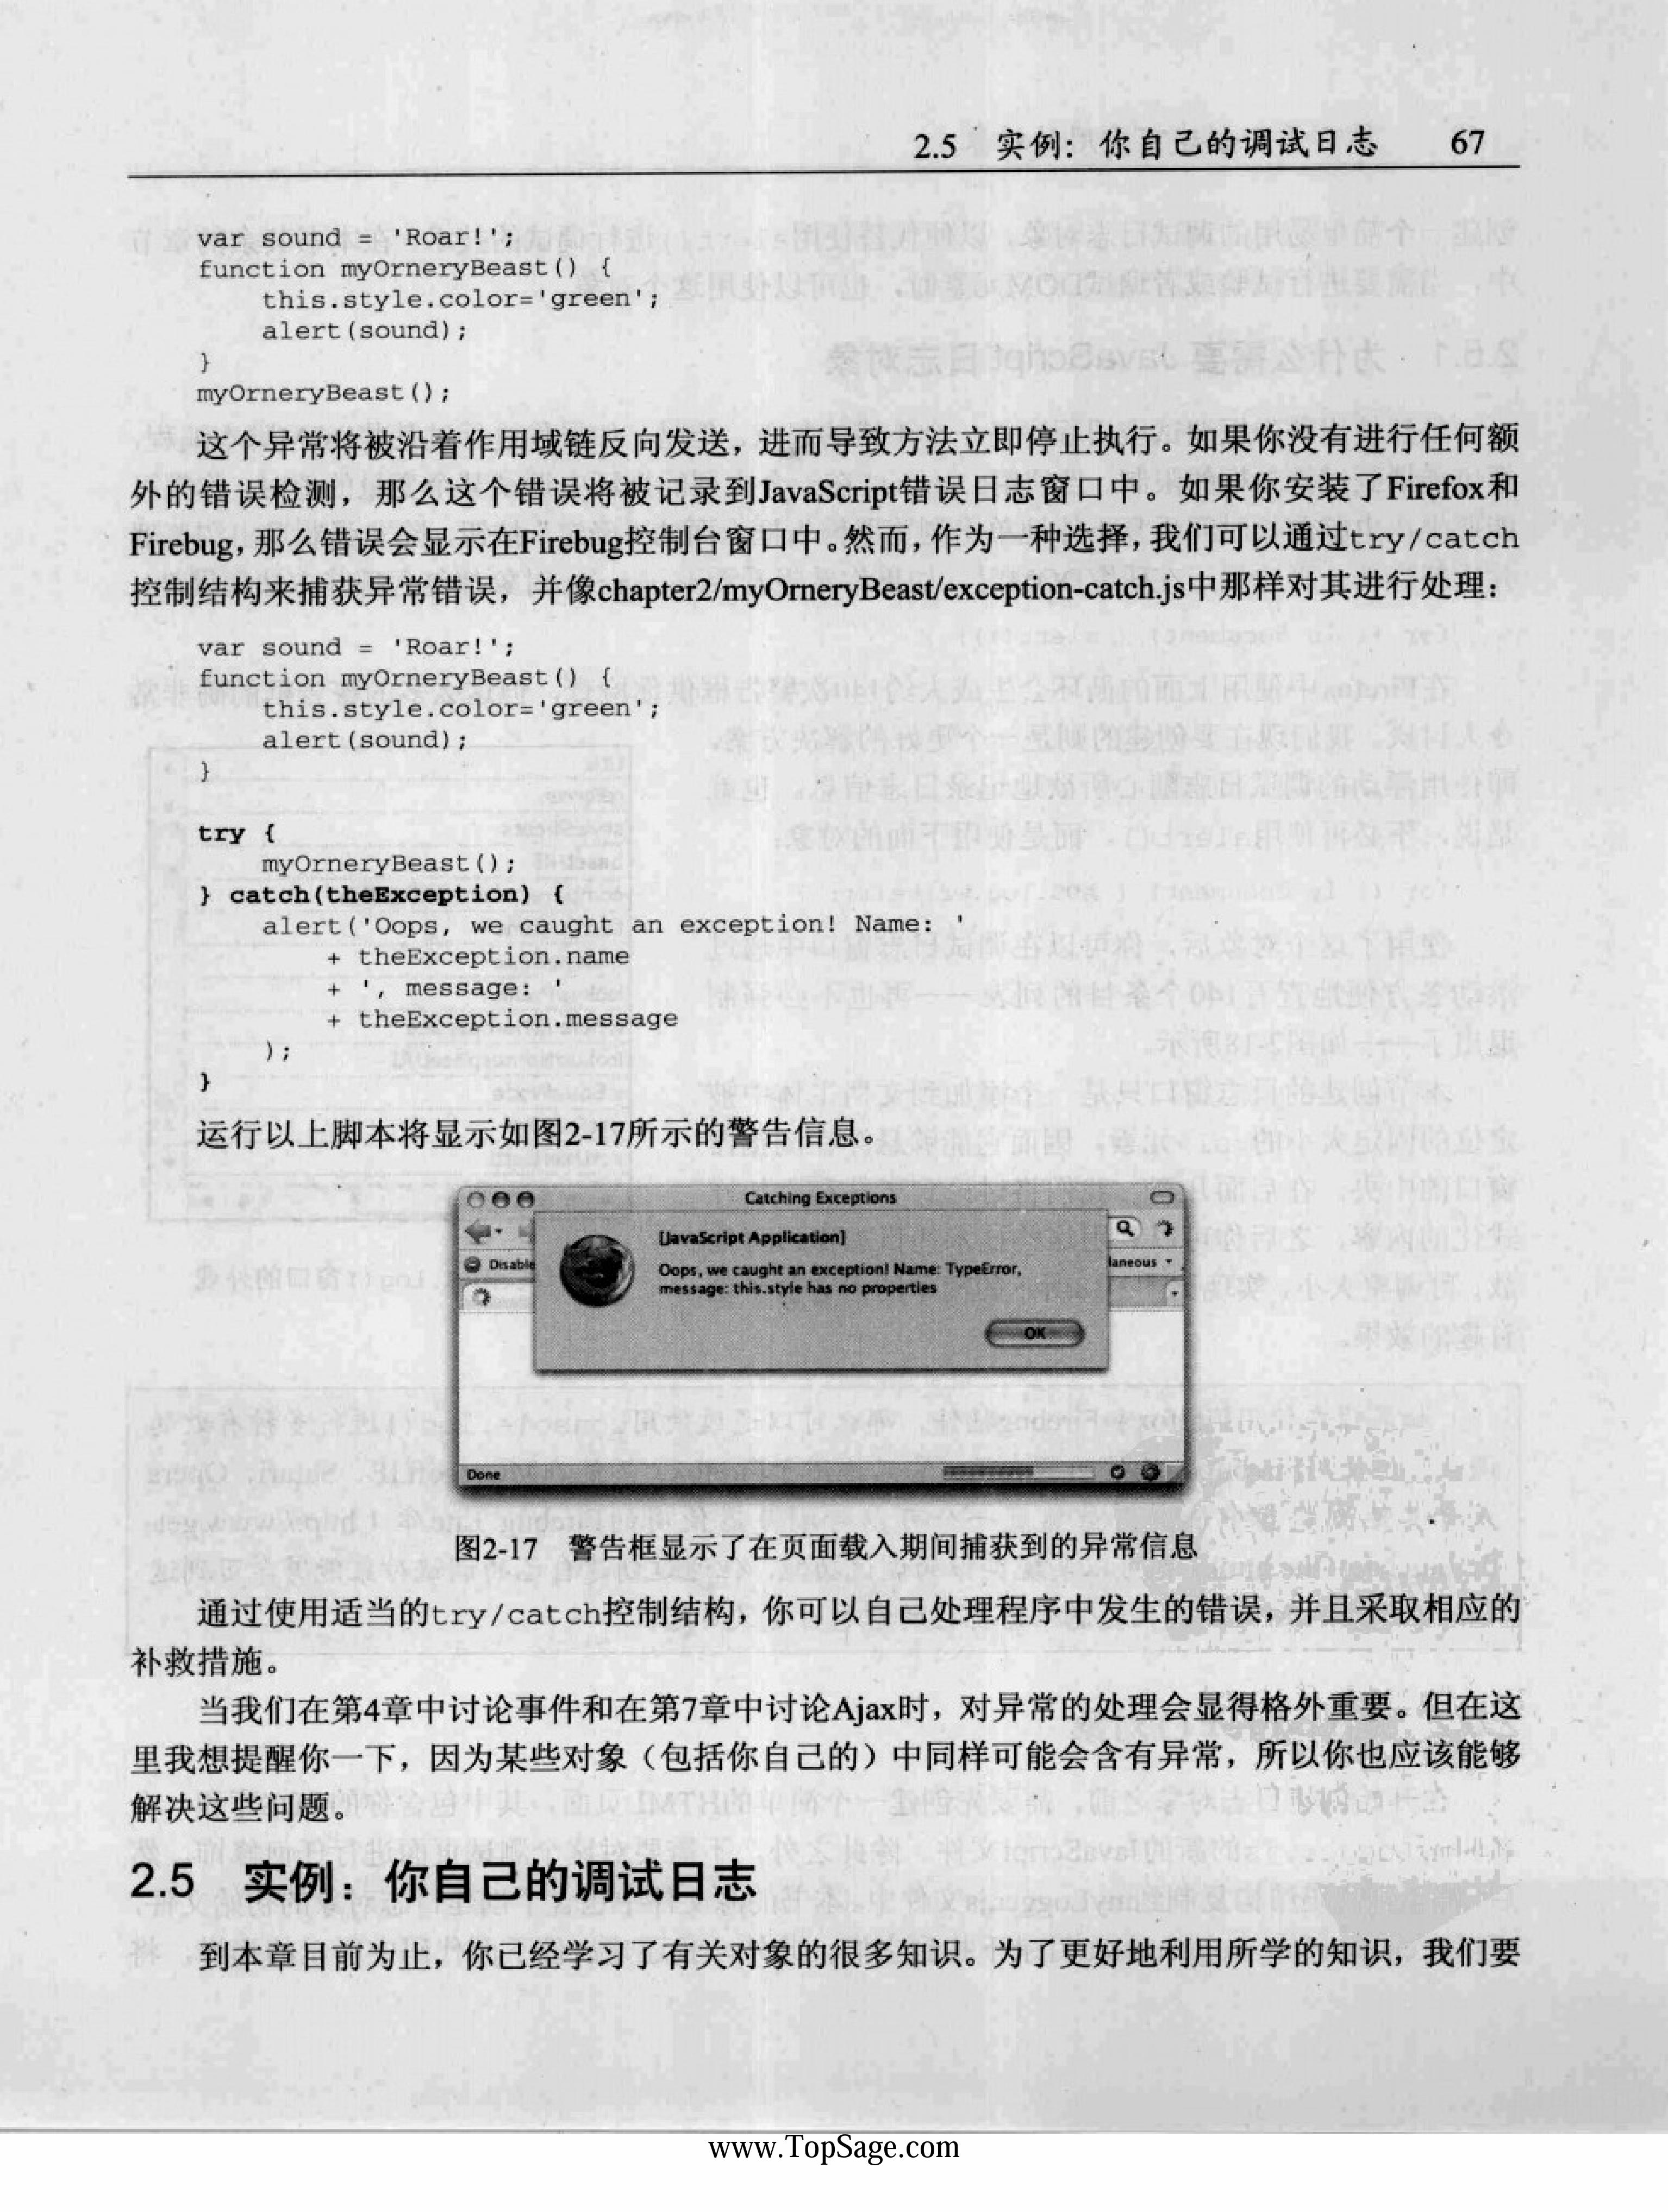 2.5 实例：你自己的调试日志 67
var sound = 'Roar!';
function myOrneryBeast() {
    this.style.color='green';
    alert(sound);
}
myOrneryBeast();
这个异常将被沿着作用域链反向发送，进而导致方法立即停止执行。如果你没有进行任何额
外的错误检测，那么这个错误将被记录到JavaScript错误日志窗口中。如果你安装了Firefox和
Firebug，那么错误会显示在Firebug控制台窗口中。然而，作为一种选择，我们可以通过try/catch
控制结构来捕获异常错误，并像chapter2/myOrneryBeast/exception-catch.js中那样对其进行处理：
var sound = 'Roar!';
function myOrneryBeast() {
    this.style.color='green';
    alert(sound);
}
try {
    myOrneryBeast();
} catch(theException) {
    alert('Oops, we caught an exception! Name: '
        + theException.name
        + ', message: '
        + theException.message
    );
}
运行以上脚本将显示如图2-17所示的警告信息。
Catching Exceptions
[JavaScript Application]
Disable
laneous
Oops, we caught an exception! Name: TypeError,
message: this.style has no properties
OK
Done
图2-17 警告框显示了在页面载入期间捕获到的异常信息
通过使用适当的try/catch控制结构，你可以自己处理程序中发生的错误，并且采取相应的
补救措施。
当我们在第4章中讨论事件和在第7章中讨论Ajax时，对异常的处理会显得格外重要。但在这
里我想提醒你一下，因为某些对象（包括你自己的）中同样可能会含有异常，所以你也应该能够
解决这些问题。
2.5 实例：你自己的调试日志
到本章目前为止，你已经学习了有关对象的很多知识。为了更好地利用所学的知识，我们要
www.TopSage.com